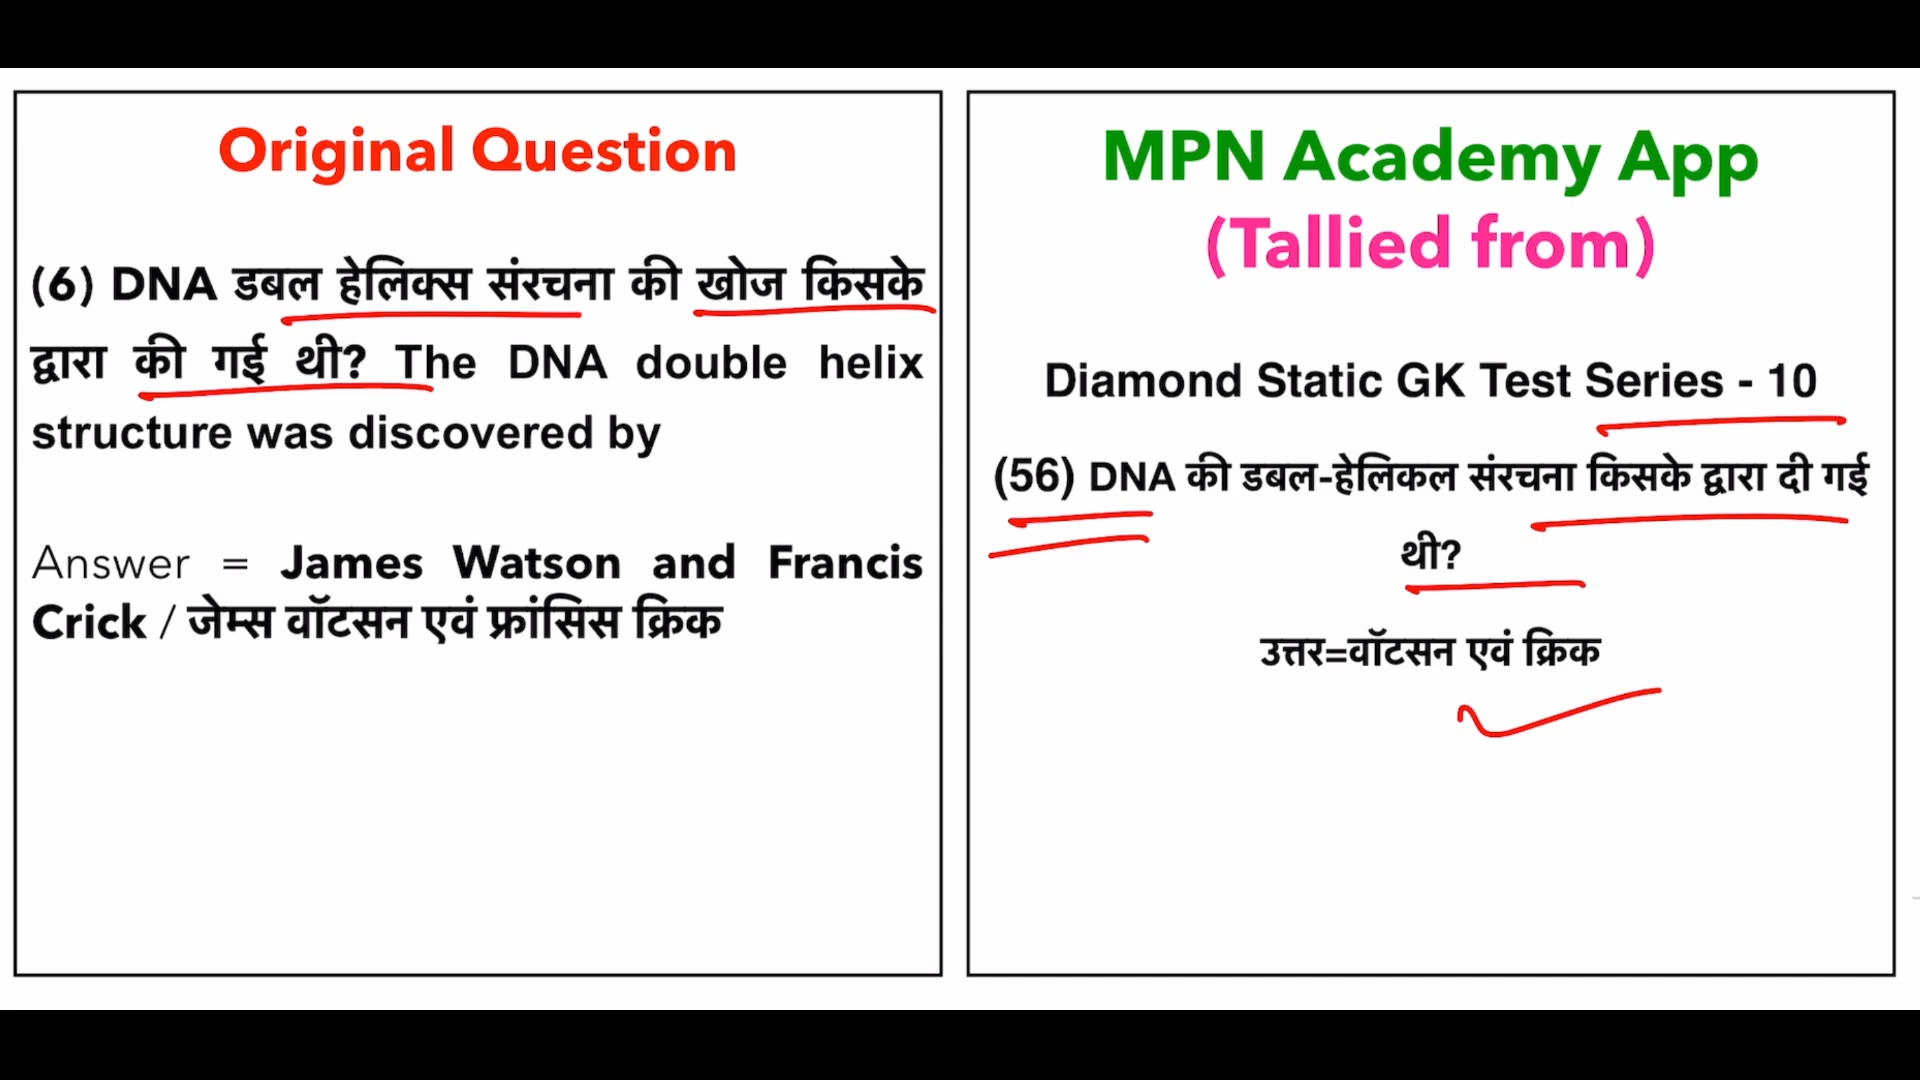 Original Question
(6) DNA डबल हेलिक्स संरचना की खोज किसके
द्वारा की गई थी? The DNA double helix
structure was discovered by
Answer = James Watson and Francis
Crick / जेम्स वॉटसन एवं फ्रांसिस क्रिक
MPN Academy App
(Tallied from)
Diamond Static GK Test Series - 10
(56) DNA की डबल-हेलिकल संरचना किसके द्वारा दी गई
थी?
उत्तर=वॉटसन एवं क्रिक